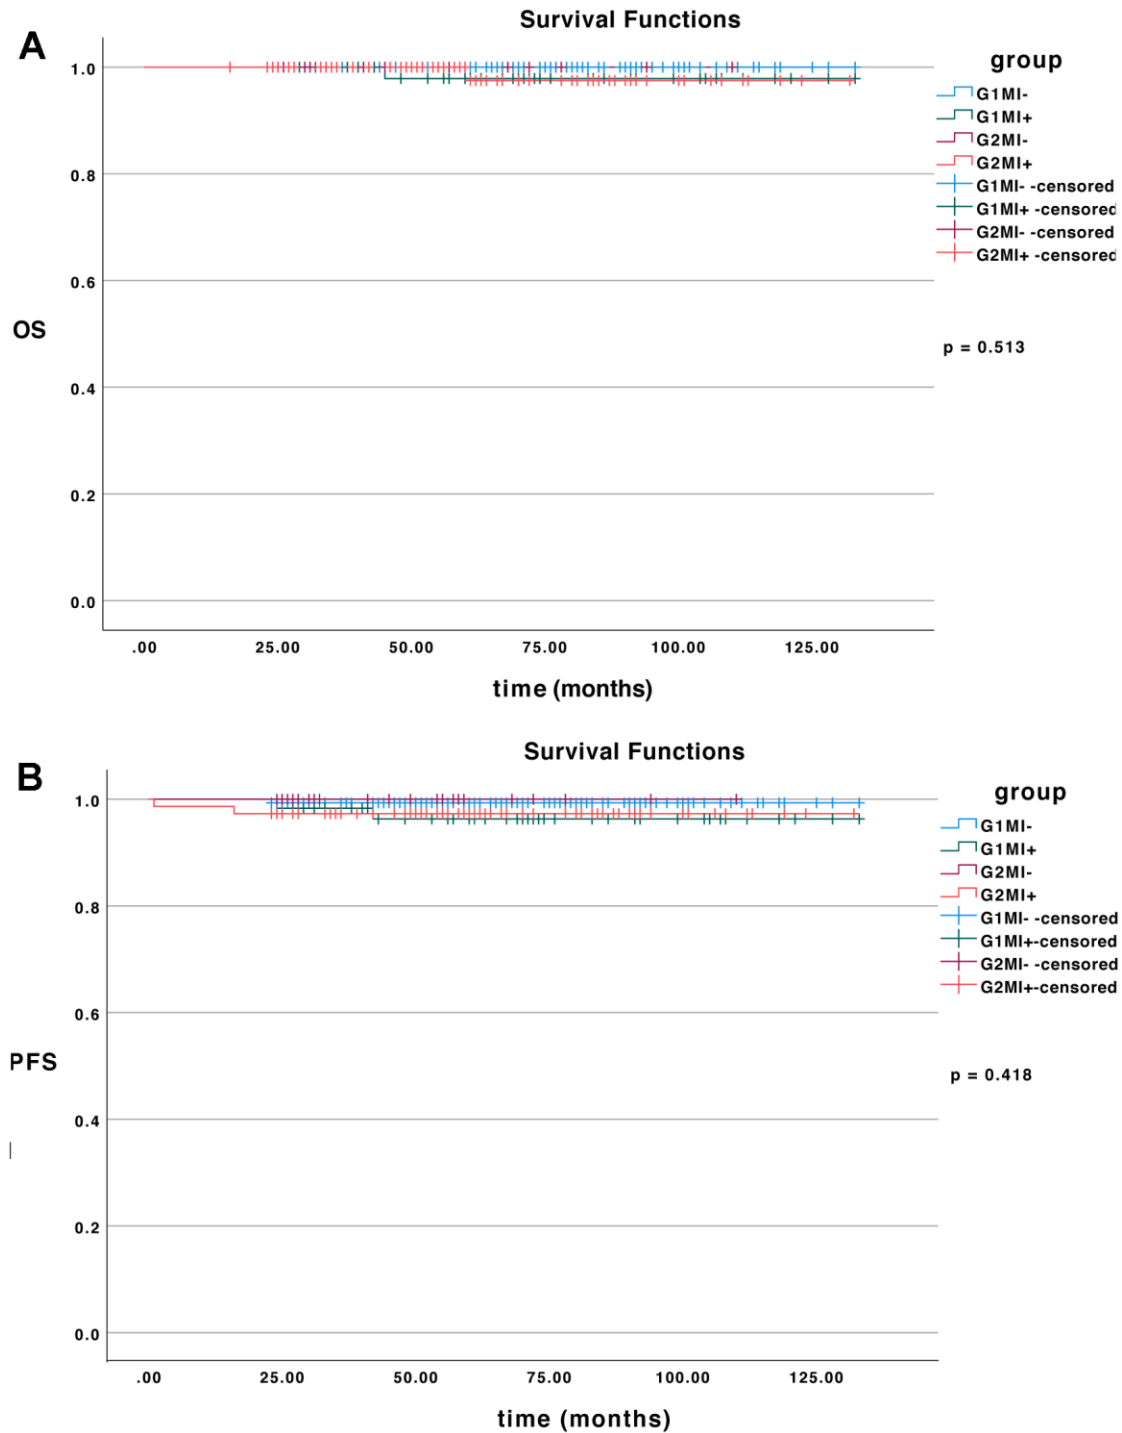 A
Survival Functions
group
G1MI-
G1MI+
G2MI-
G2MI+
G1MI- -censored
G1MI+ -censored
G2MI- -censored
G2MI+ -censored
p = 0.513
OS
1.0
0.8
0.6
0.4
0.2
0.0
.00 25.00 50.00 75.00 100.00 125.00
time (months)
B
Survival Functions
group
G1MI-
G1MI+
G2MI-
G2MI+
G1MI- -censored
G1MI+-censored
G2MI- -censored
G2MI+-censored
p = 0.418
PFS
1.0
0.8
0.6
0.4
0.2
0.0
.00 25.00 50.00 75.00 100.00 125.00
time (months)